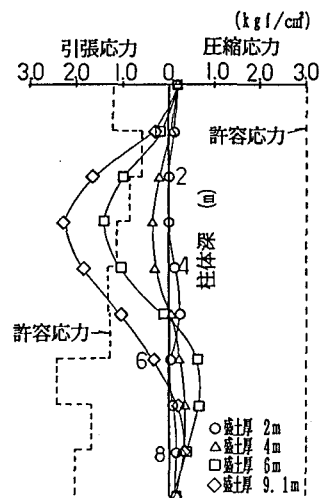 (kgf/cm²)
引張応力 圧縮応力
3.0 2.0 1.0 0 1.0 2.0 3.0
許容応力
2
(m)
4
柱体深
許容応力
6
8
○ 盛土厚 2m
△ 盛土厚 4m
□ 盛土厚 6m
◇ 盛土厚 9.1m